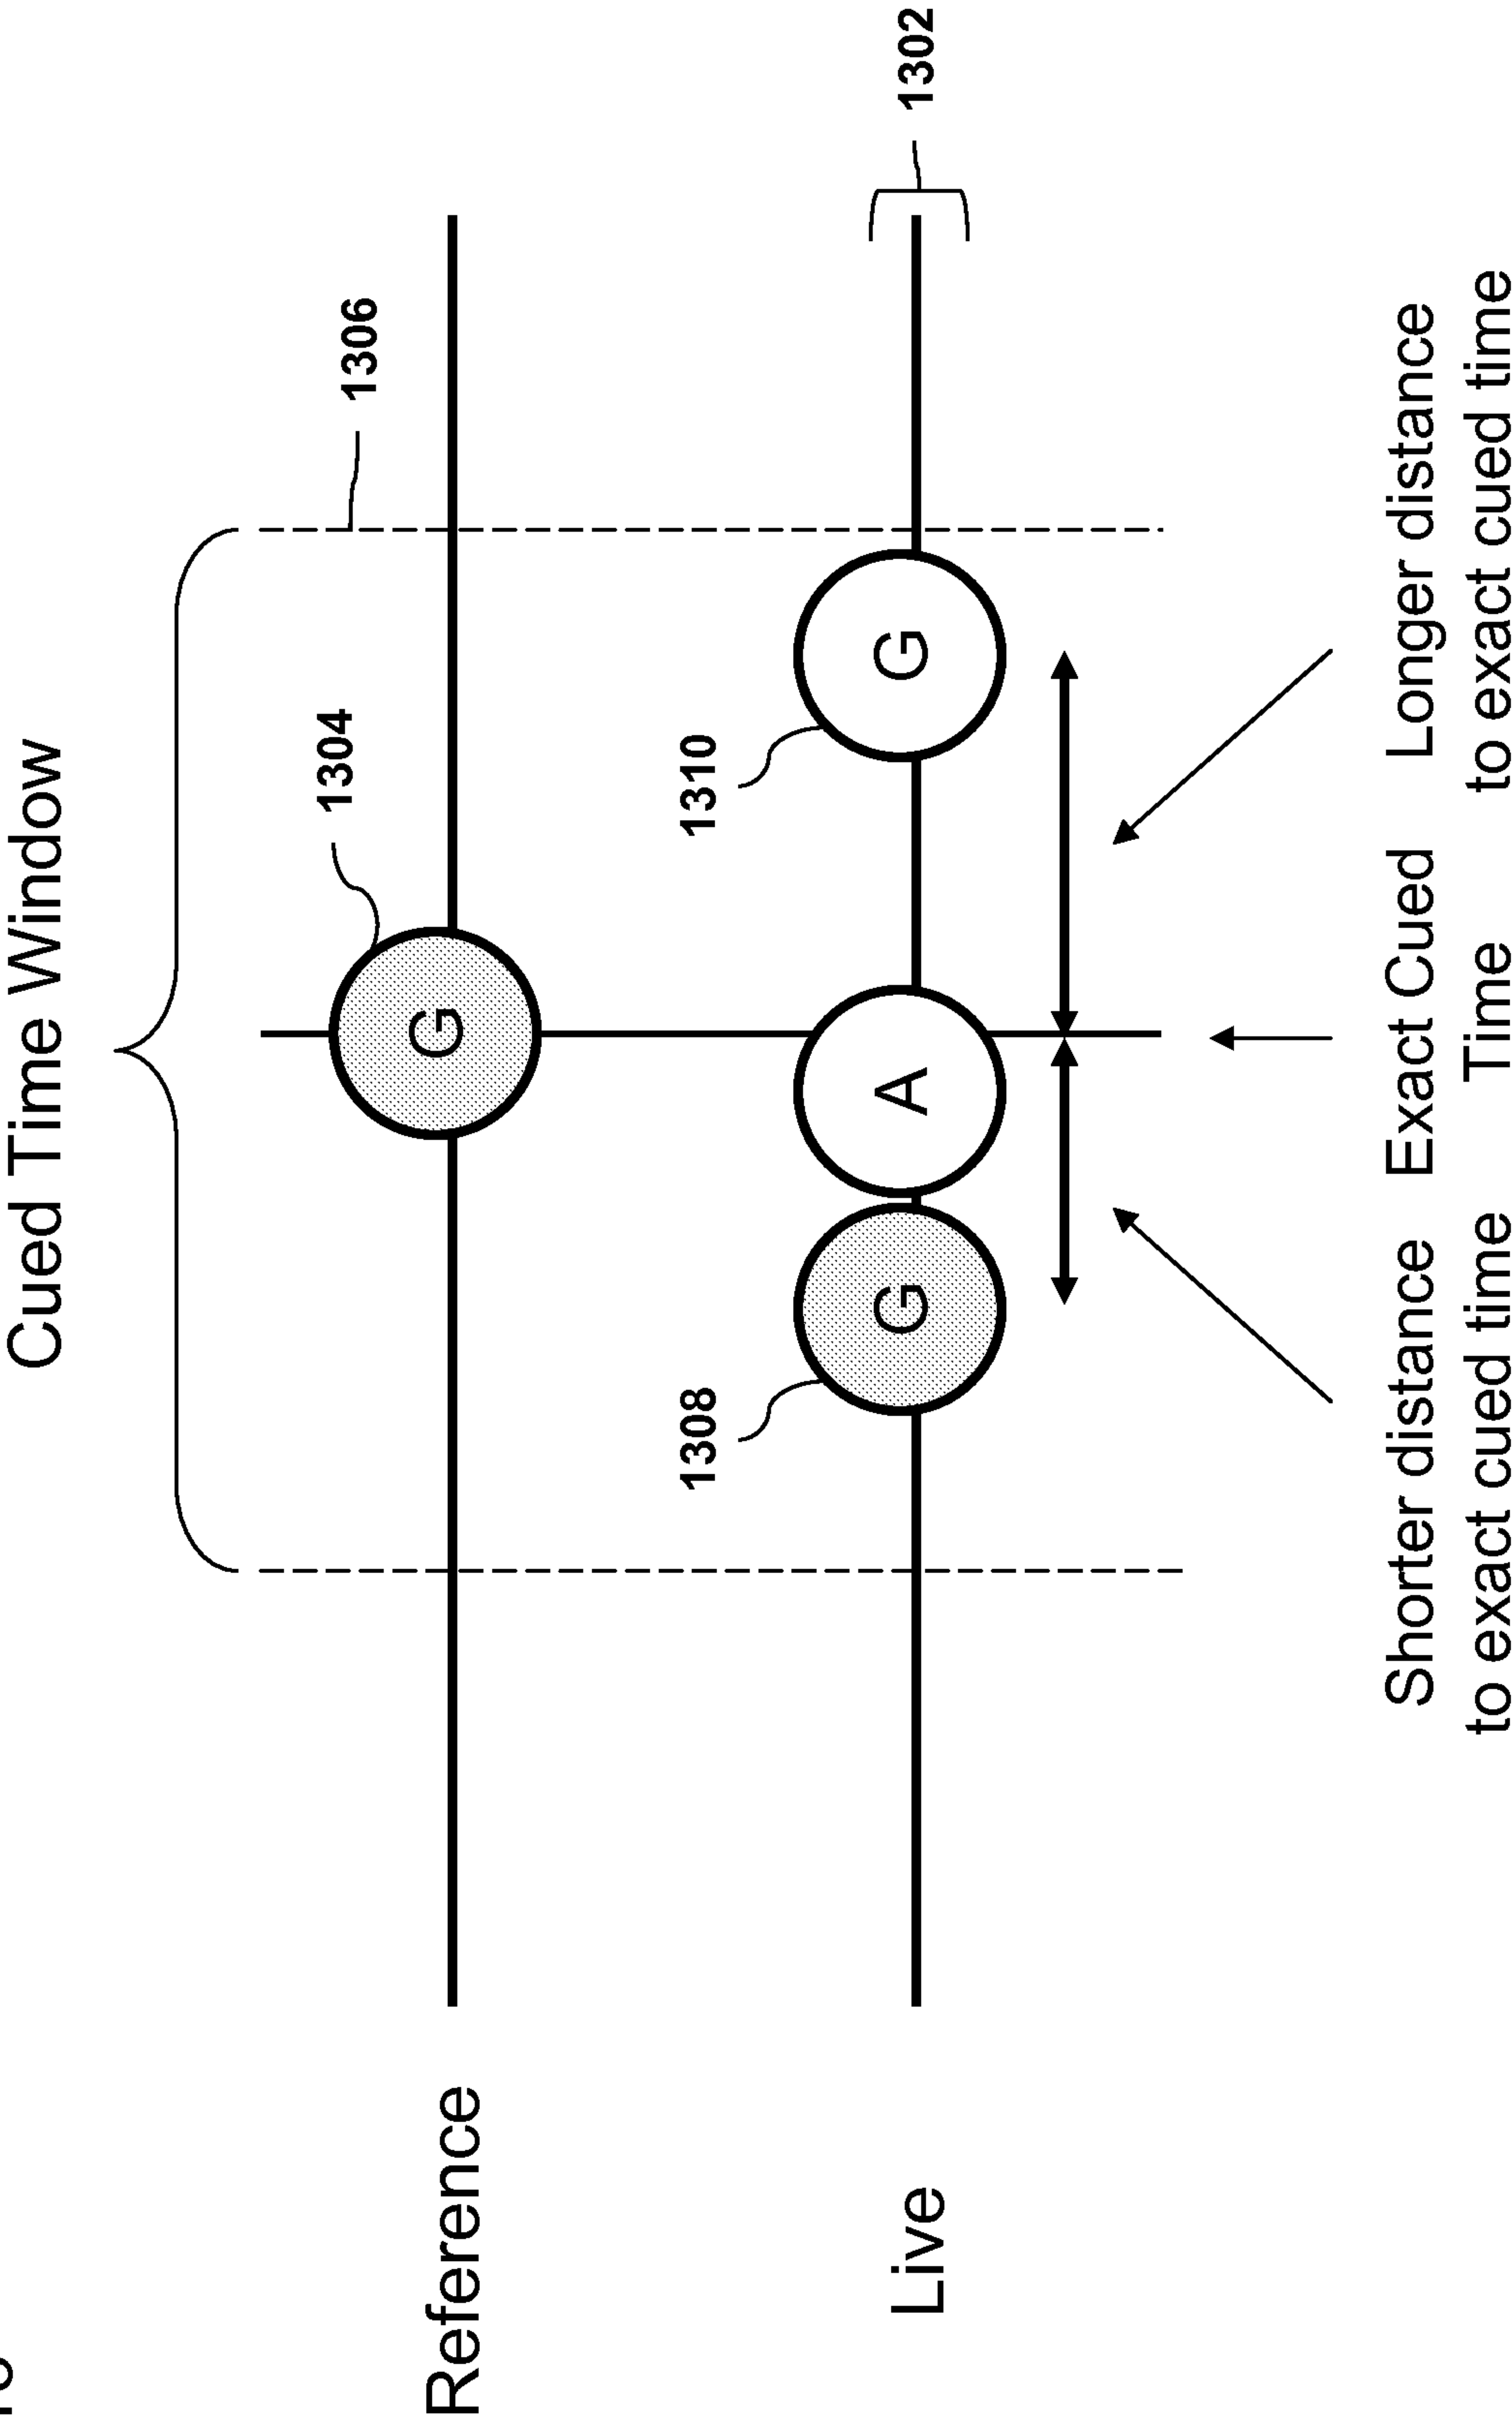 Cued Time Window
1304
1306
Reference
G
1308
1310
Live
G
A
G
1302
Shorter distance
to exact cued time
Exact Cued
Time
Longer distance
to exact cued time